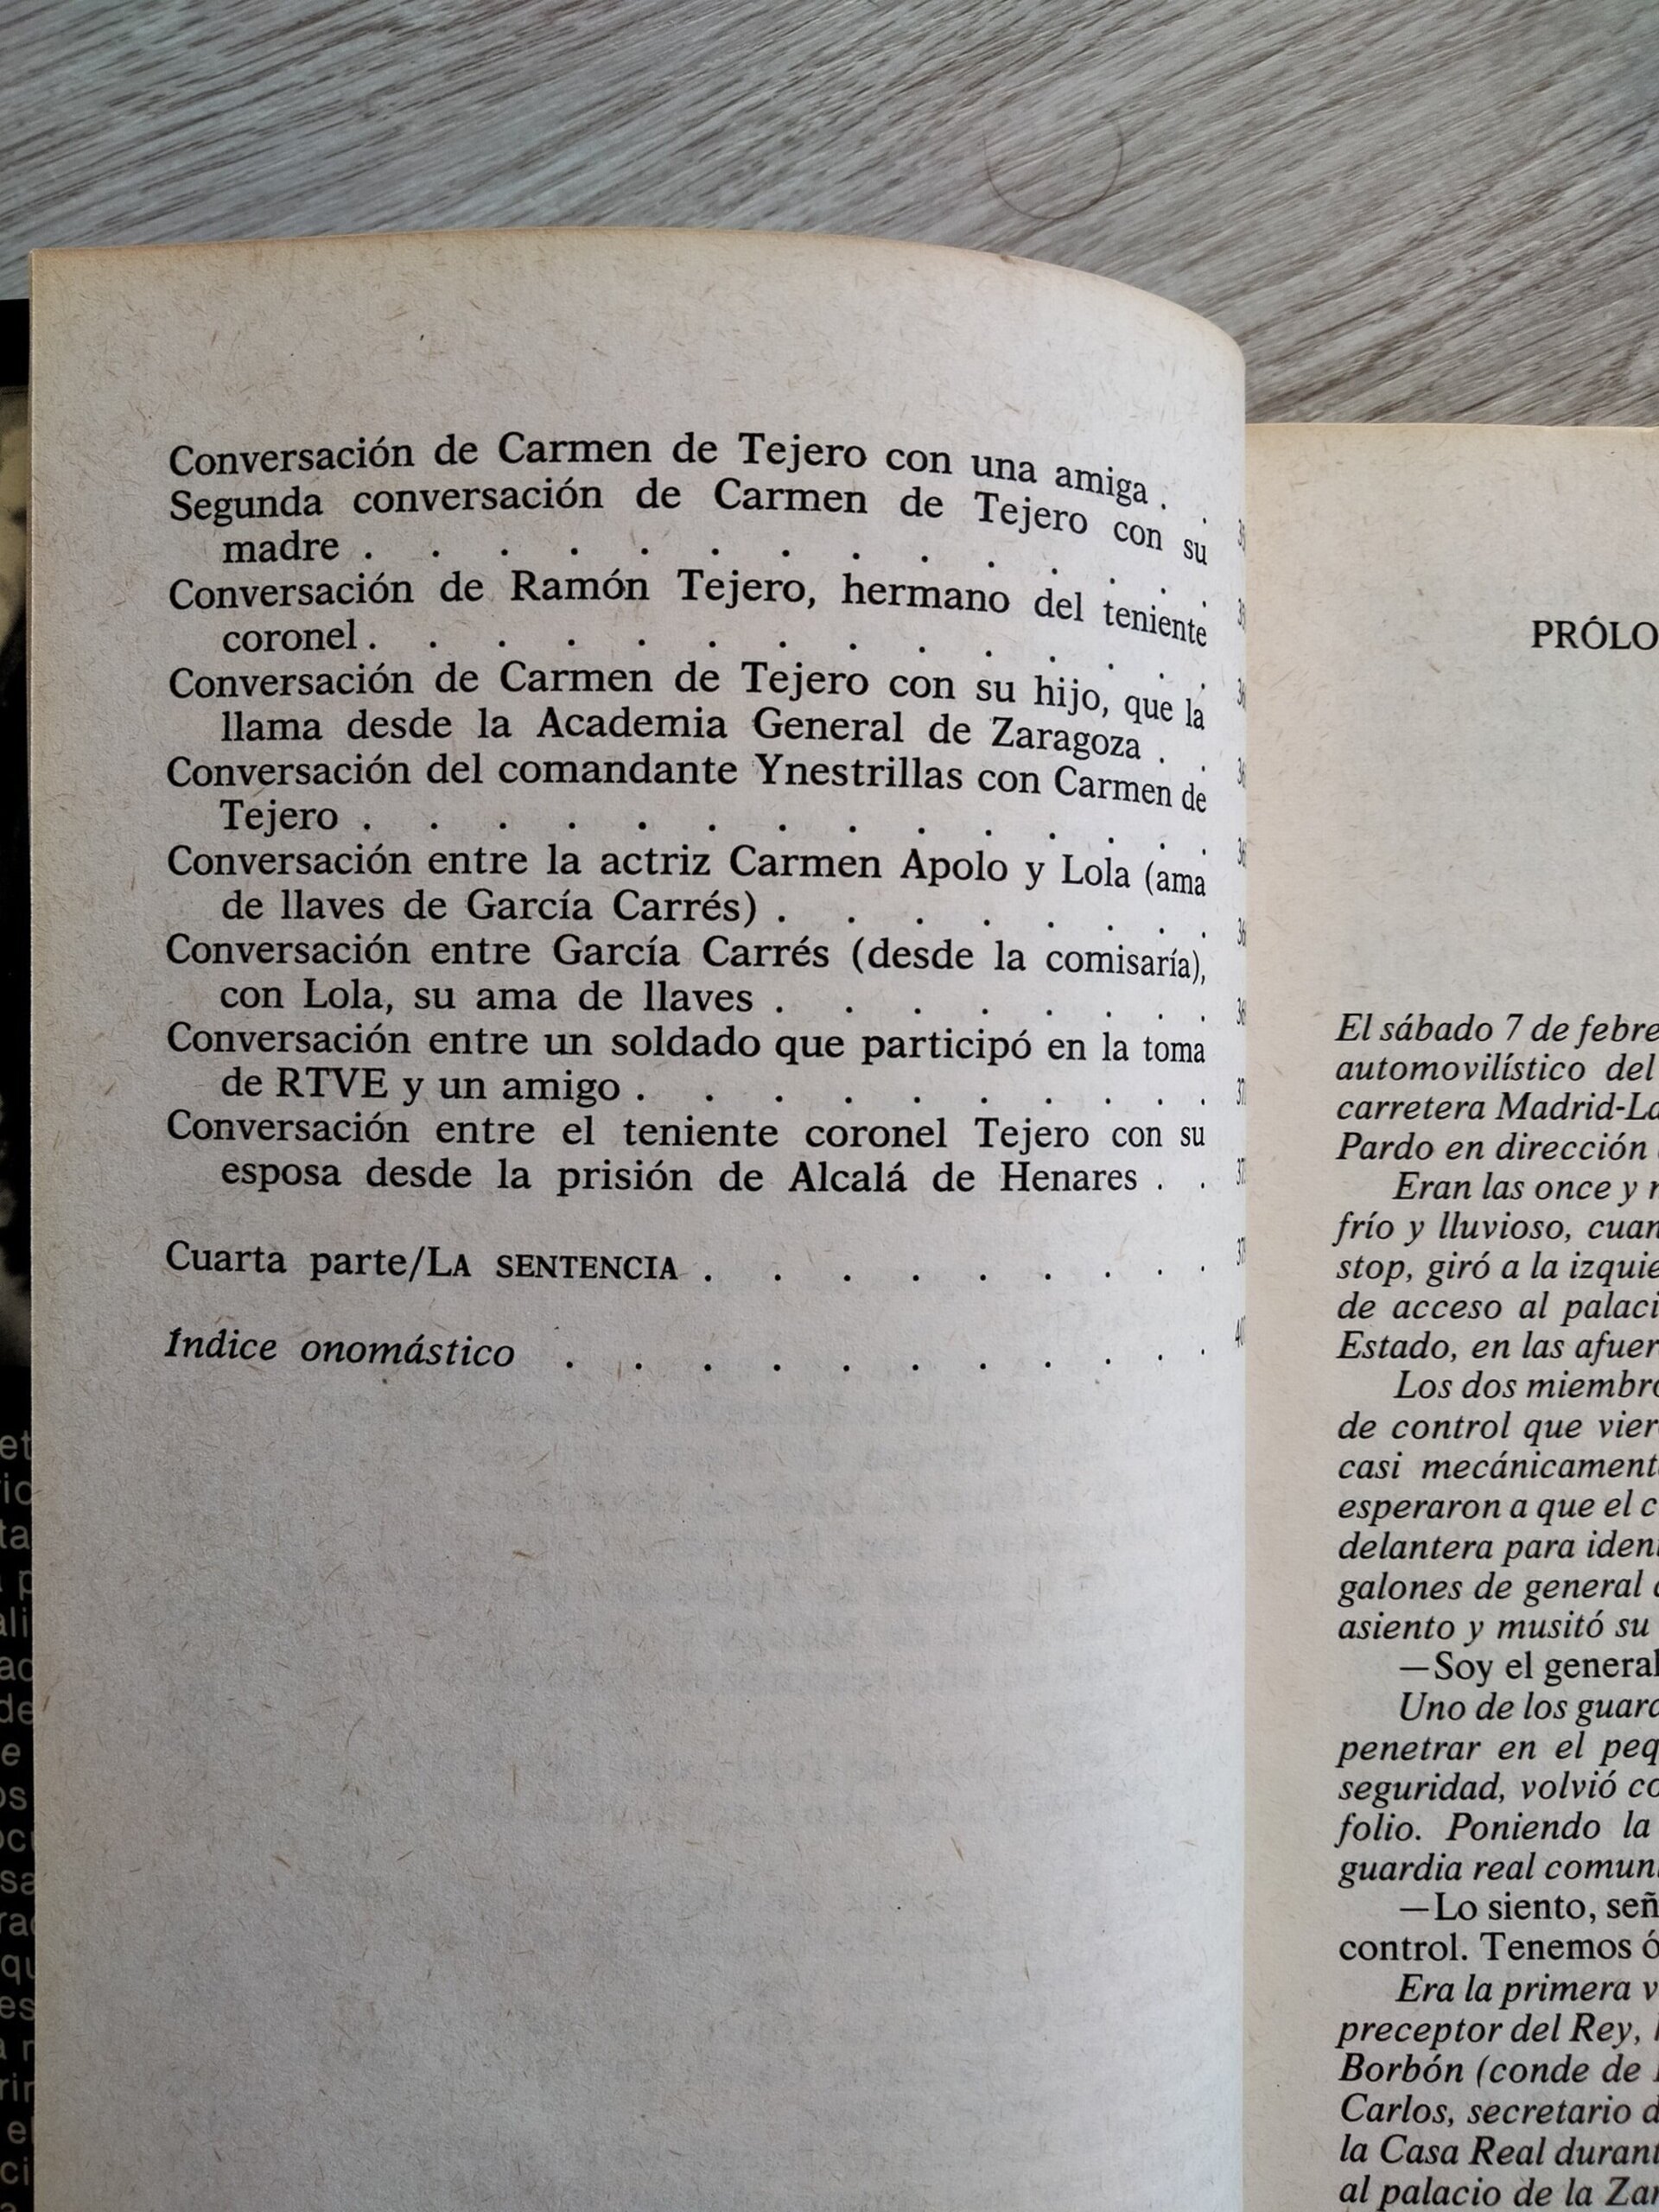 Conversación de Carmen de Tejero con una amiga . .
Segunda conversación de Carmen de Tejero con su
madre . . . . . . . . . . . . .
Conversación de Ramón Tejero, hermano del teniente
coronel . . . . . . . . . . . . .
Conversación de Carmen de Tejero con su hijo, que la
llama desde la Academia General de Zaragoza . .
Conversación del comandante Ynestrillas con Carmen de
Tejero . . . . . . . . . . . . .
Conversación entre la actriz Carmen Apolo y Lola (ama
de llaves de García Carrés) . . . . . . .
Conversación entre García Carrés (desde la comisaría),
con Lola, su ama de llaves . . . . . . .
Conversación entre un soldado que participó en la toma
de RTVE y un amigo . . . . . . . . .
Conversación entre el teniente coronel Tejero con su
esposa desde la prisión de Alcalá de Henares . .
Cuarta parte/LA SENTENCIA . . . . . . . .
Índice onomástico . . . . . . . . . .
PRÓLO
El sábado 7 de febre
automovilístico del
carretera Madrid-La
Pardo en dirección
Eran las once y
frío y lluvioso, cuan
stop, giró a la izquie
de acceso al palaci
Estado, en las afuer
Los dos miembro
de control que vier
casi mecánicament
esperaron a que el c
delantera para iden
galones de general
asiento y musitó su
—Soy el general
Uno de los guard
penetrar en el peq
seguridad, volvió co
folio. Poniendo la
guardia real comun
—Lo siento, señ
control. Tenemos ó
Era la primera v
preceptor del Rey,
Borbón (conde de
Carlos, secretario d
la Casa Real durant
al palacio de la Zar